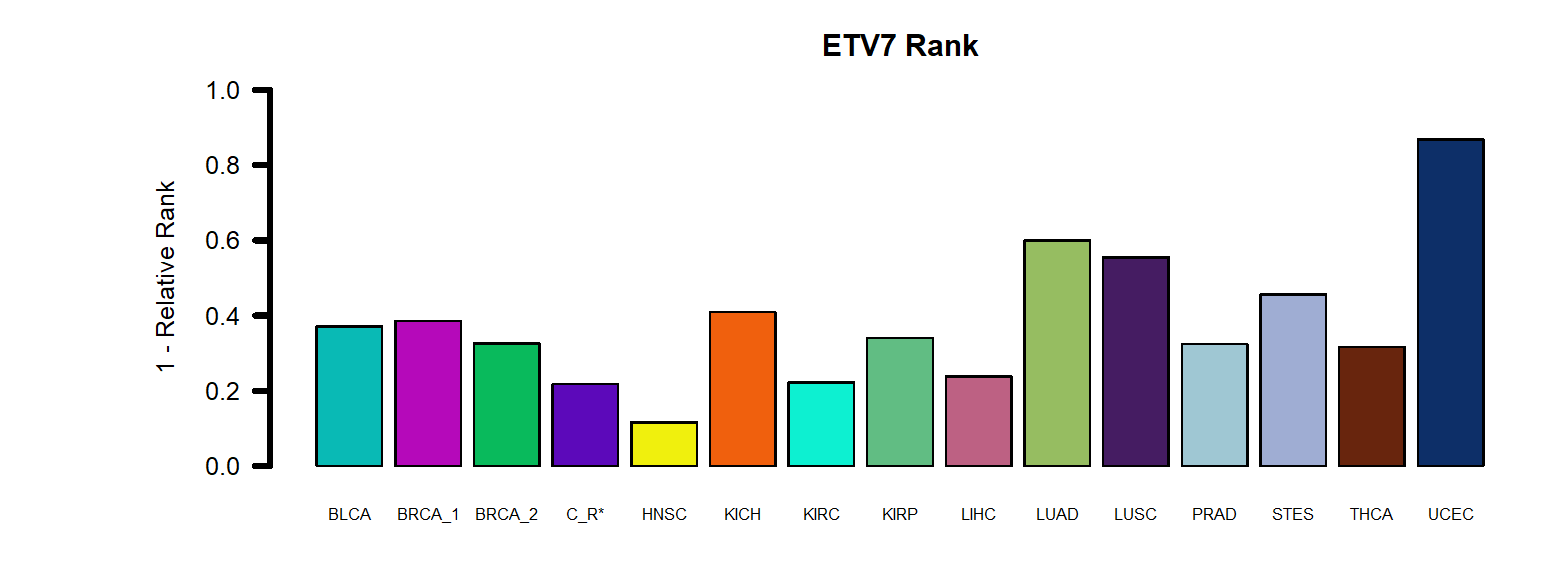 ETV7 Rank
1 - Relative Rank
1.0
0.8
0.6
0.4
0.2
0.0
BLCA BRCA_1 BRCA_2 C_R* HNSC KICH KIRC KIRP LIHC LUAD LUSC PRAD STES THCA UCEC